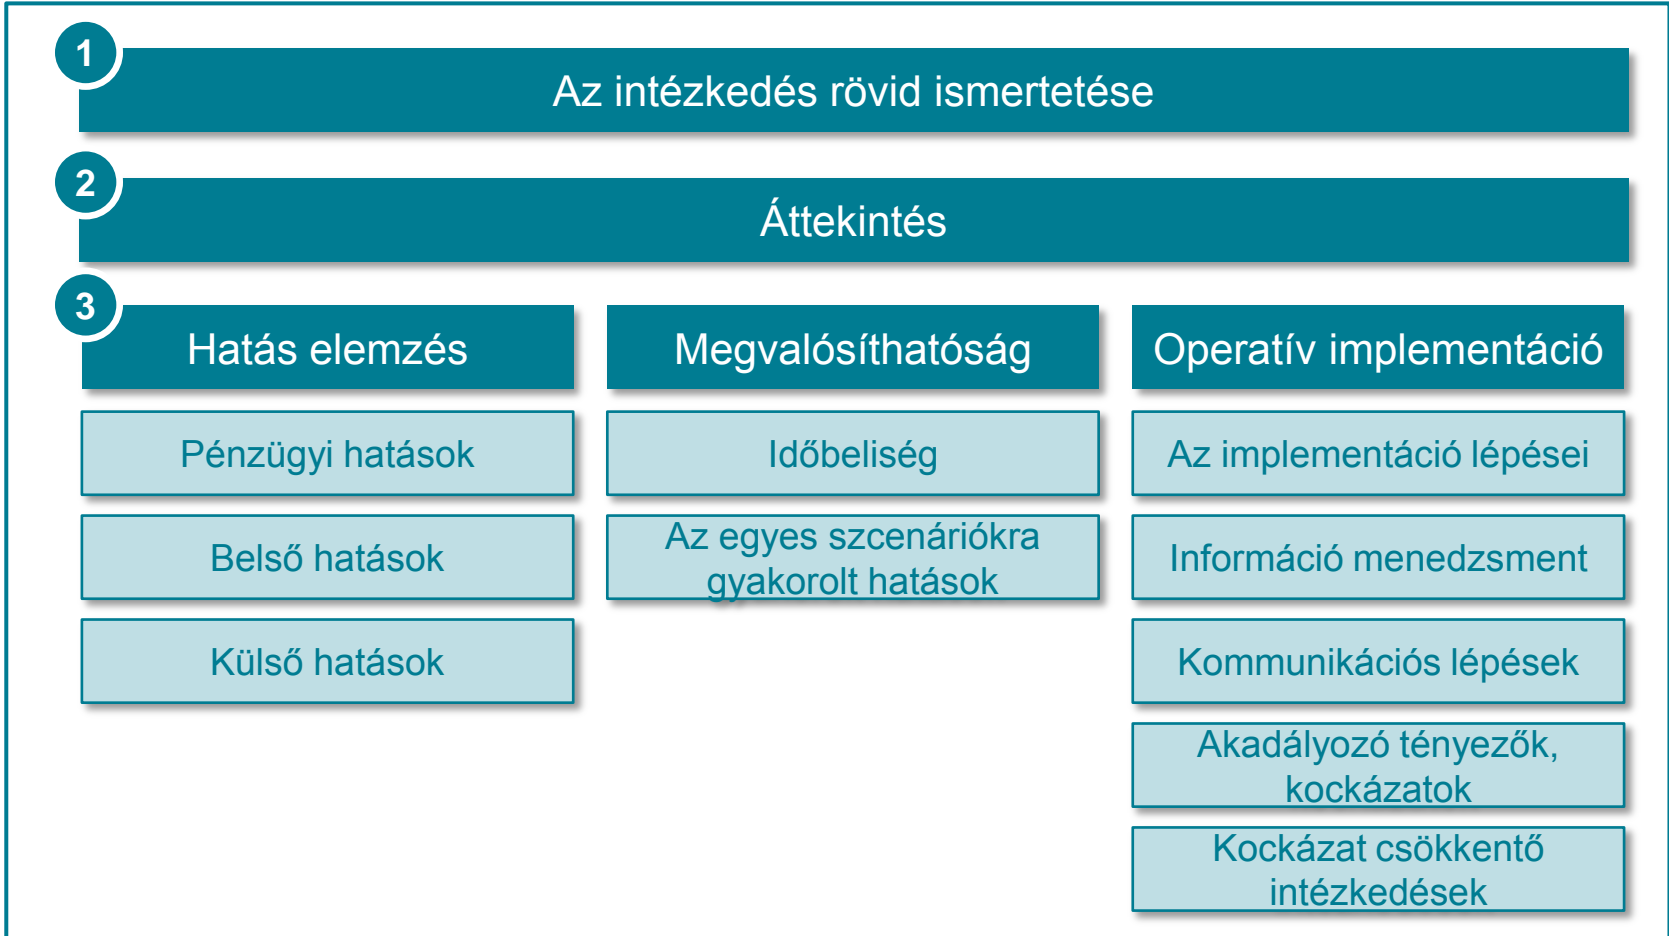 1
Az intézkedés rövid ismertetése
2
Áttekintés
3
Hatás elemzés
Pénzügyi hatások
Belső hatások
Külső hatások
Megvalósíthatóság
Időbeliség
Az egyes szcenáriókra
gyakorolt hatások
Operatív implementáció
Az implementáció lépései
Információ menedzsment
Kommunikációs lépések
Akadályozó tényezők,
kockázatok
Kockázat csökkentő
intézkedések